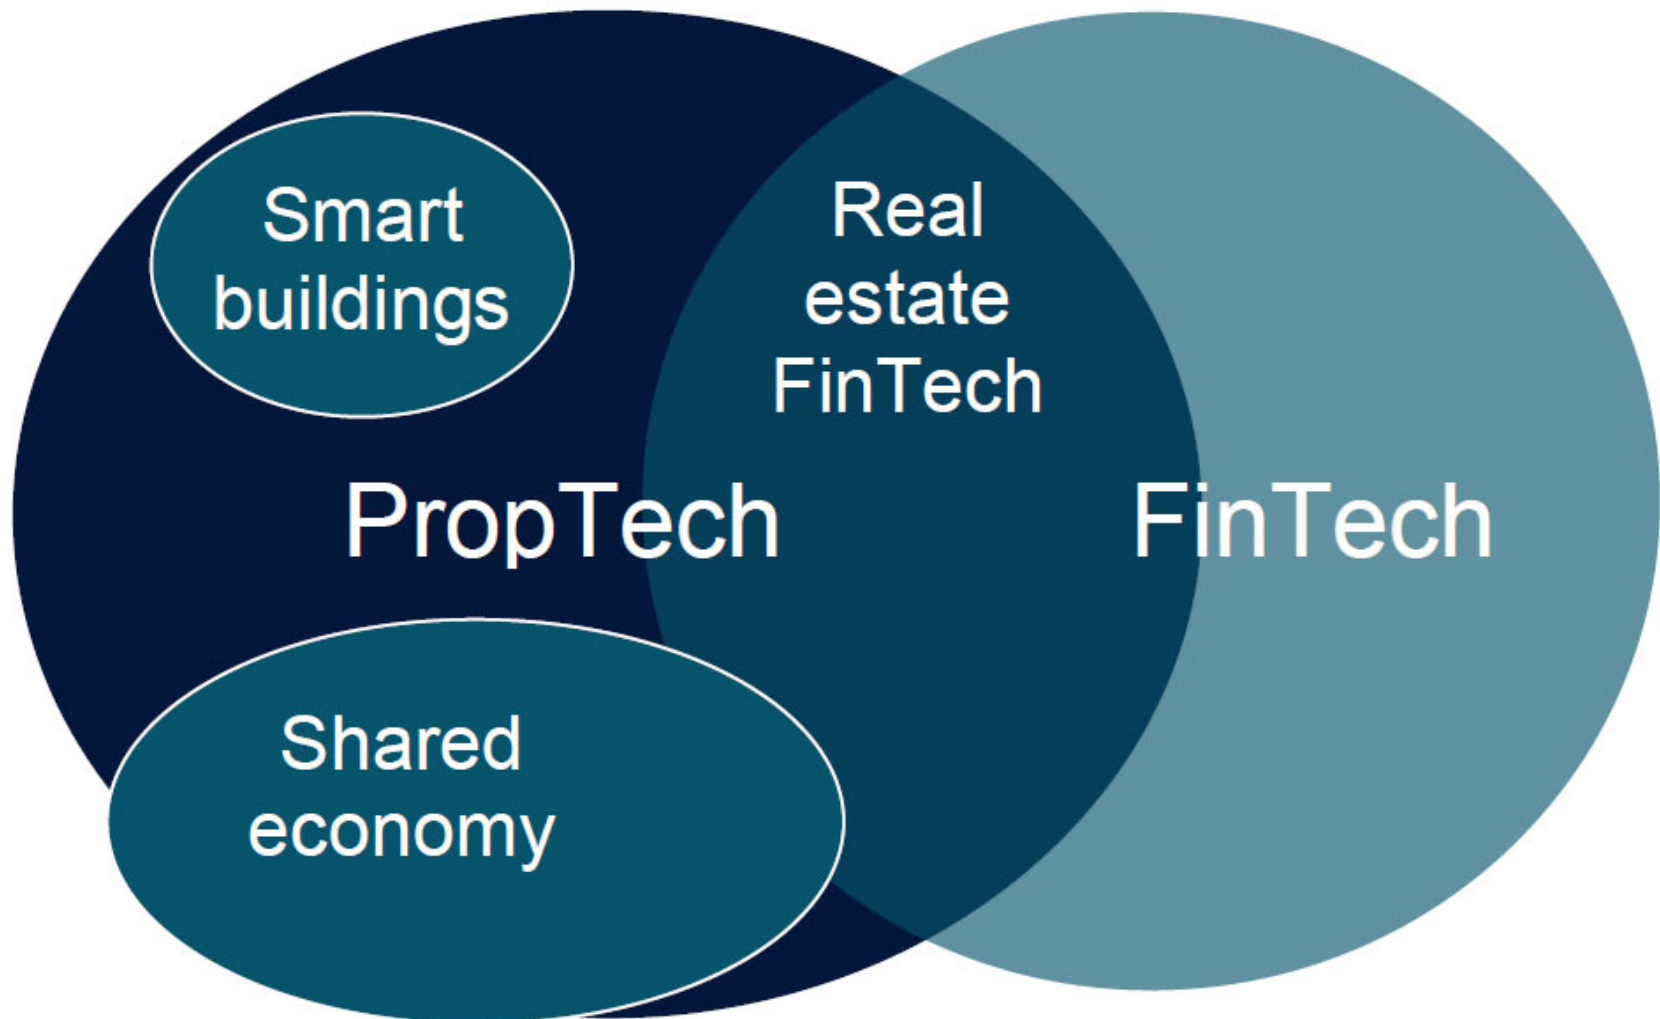 Smart
buildings
Real
estate
FinTech
PropTech
FinTech
Shared
economy